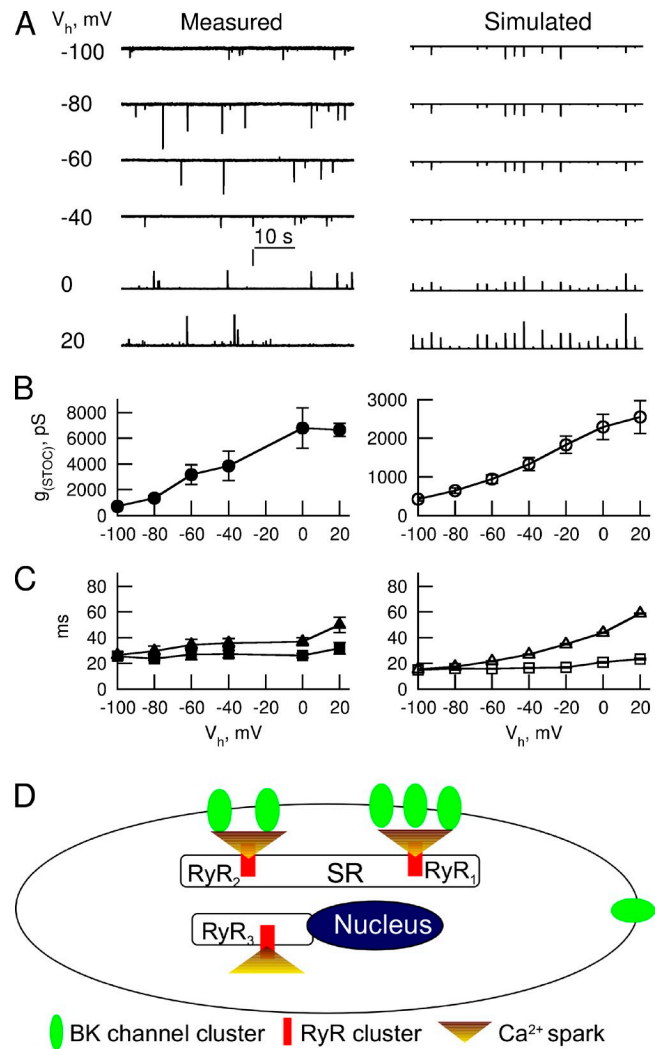 A V_h, mV Measured Simulated
-100
-80
-60
-40
10 s
0
20
B
g_(STOC), pS
8000 3000
6000
2000
4000
1000
2000
0 0
-100 -80 -60 -40 -20 0 20 -100 -80 -60 -40 -20 0 20
C
ms
80 80
60 60
40 40
20 20
0 0
-100 -80 -60 -40 -20 0 20 -100 -80 -60 -40 -20 0 20
V_h, mV V_h, mV
D
RyR₂ SR RyR₁
RyR₃ Nucleus
BK channel cluster RyR cluster Ca²⁺ spark